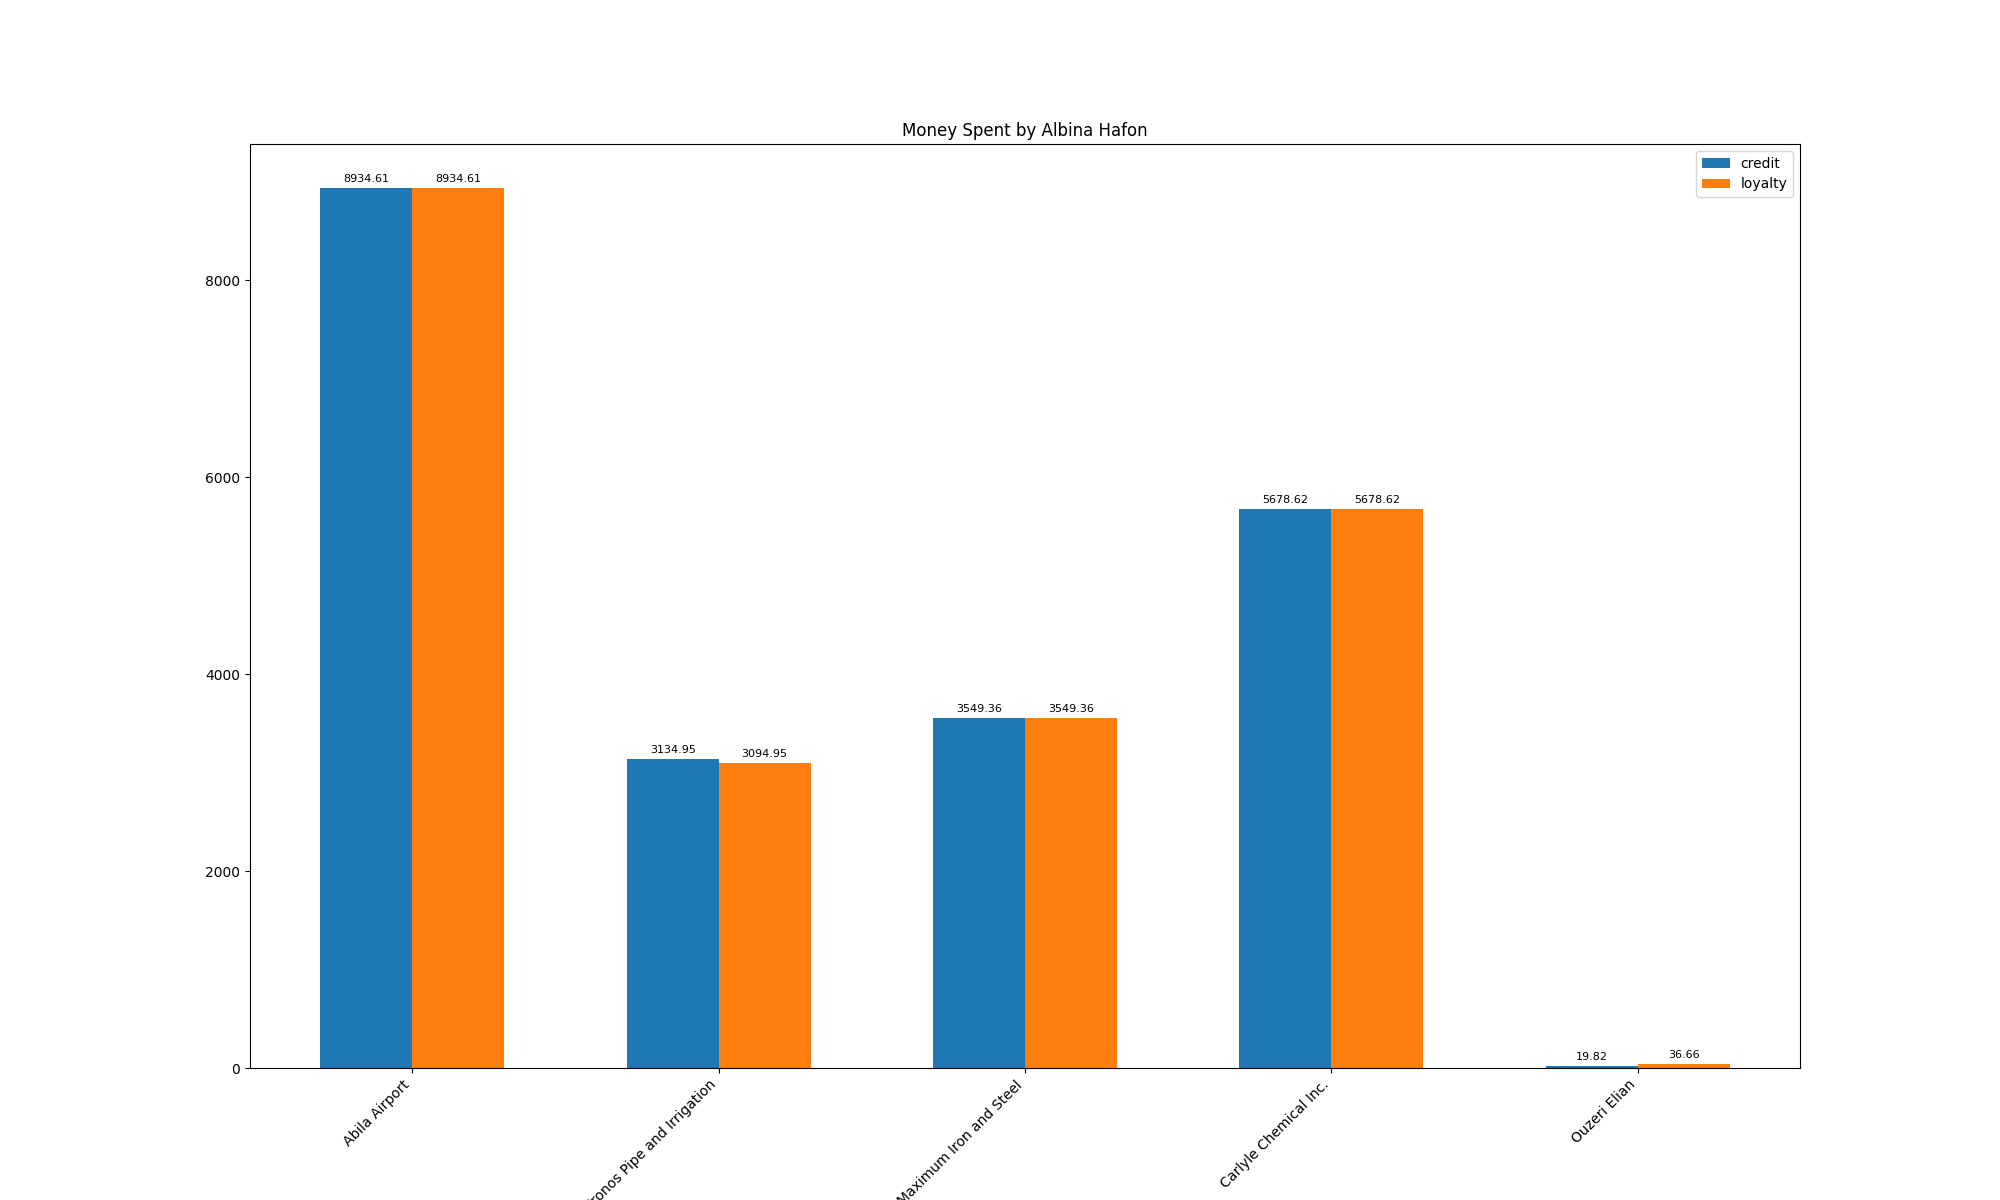 Money Spent by Albina Hafon
credit
loyalty
8934.61 8934.61
3134.95 3094.95
3549.36 3549.36
5678.62 5678.62
19.82 36.66
8000
6000
4000
2000
0
Abila Airport
Pipe and Irrigation
Maximum Iron and Steel
Carlyle Chemical Inc.
Ouzeri Elian